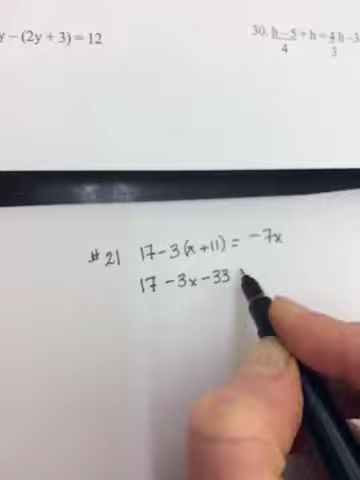 y − (2y + 3) = 12
30. h − 5/4 + h = 4/3 h − 3
#21 17 − 3(x + 11) = −7x
17 − 3x − 33